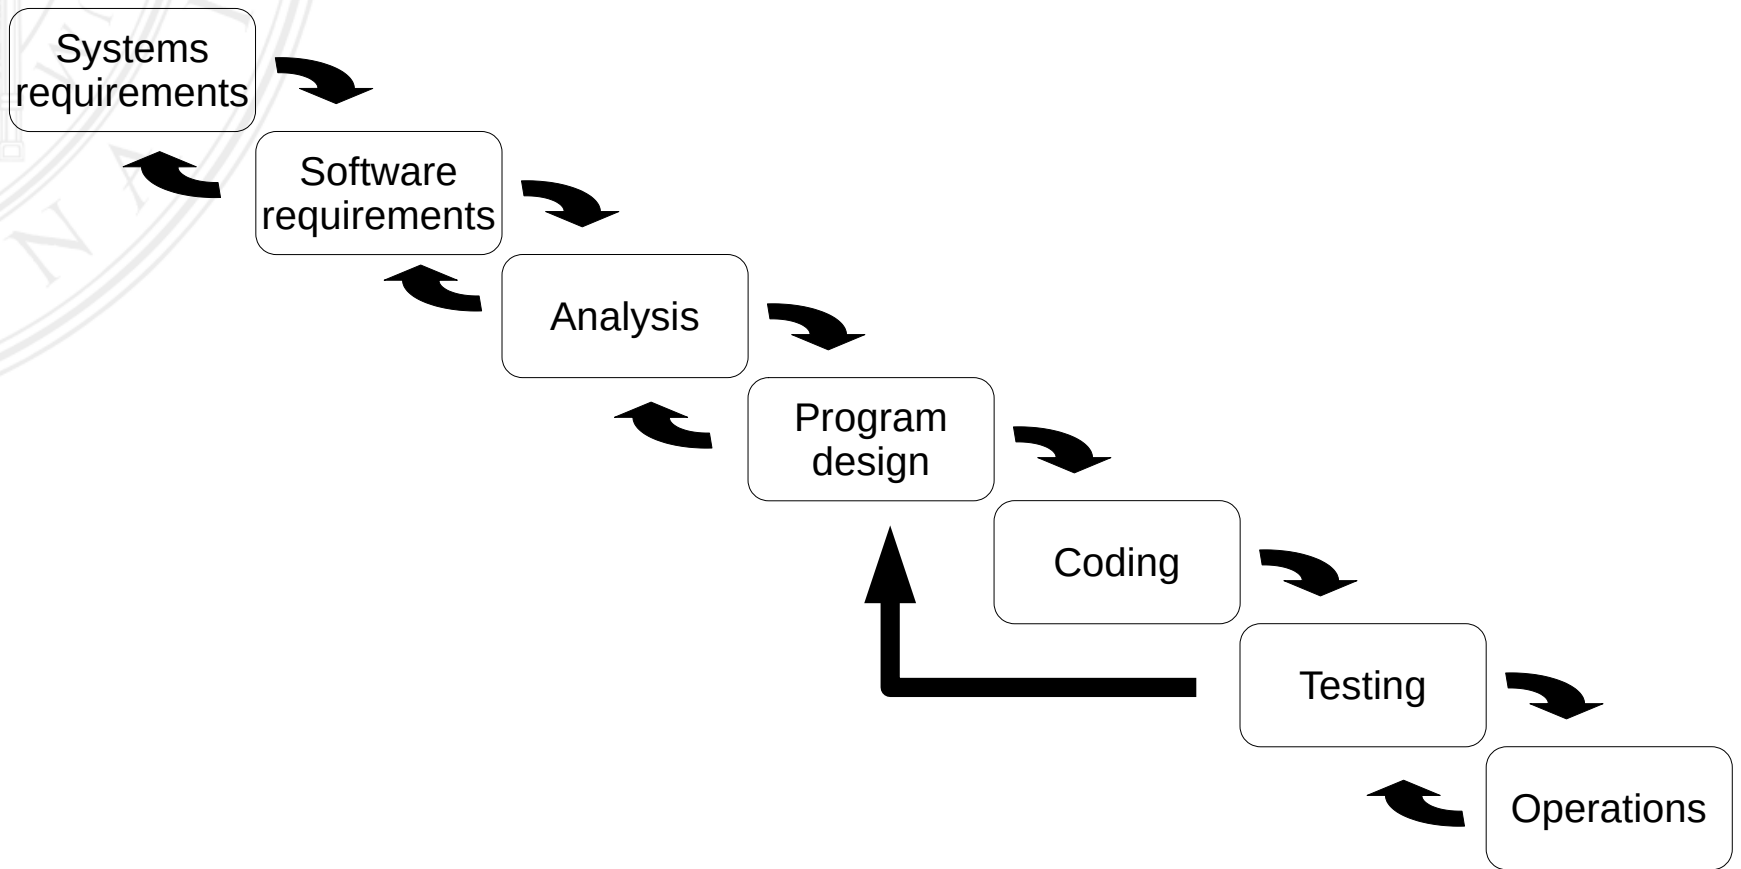 Systems
requirements
Software
requirements
Analysis
Program
design
Coding
Testing
Operations